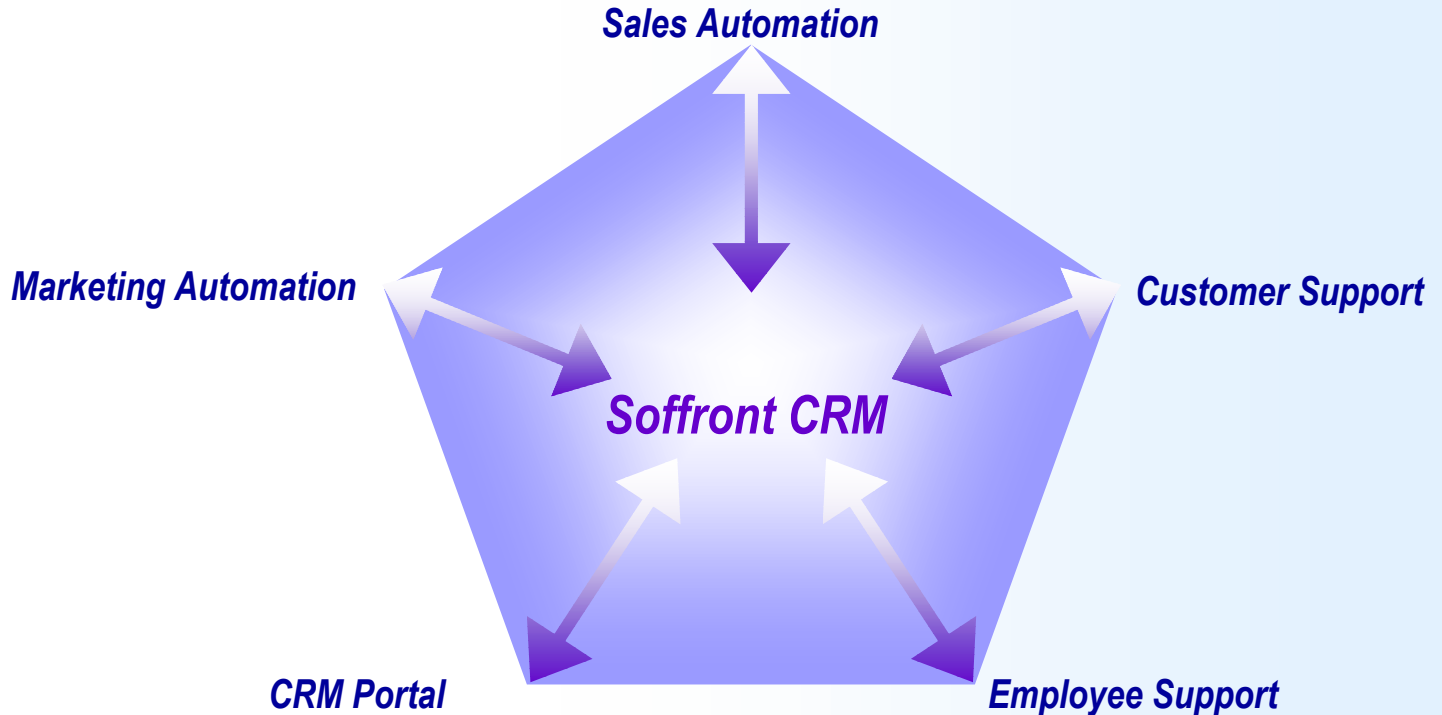 Sales Automation
Marketing Automation
Customer Support
Soffront CRM
CRM Portal
Employee Support